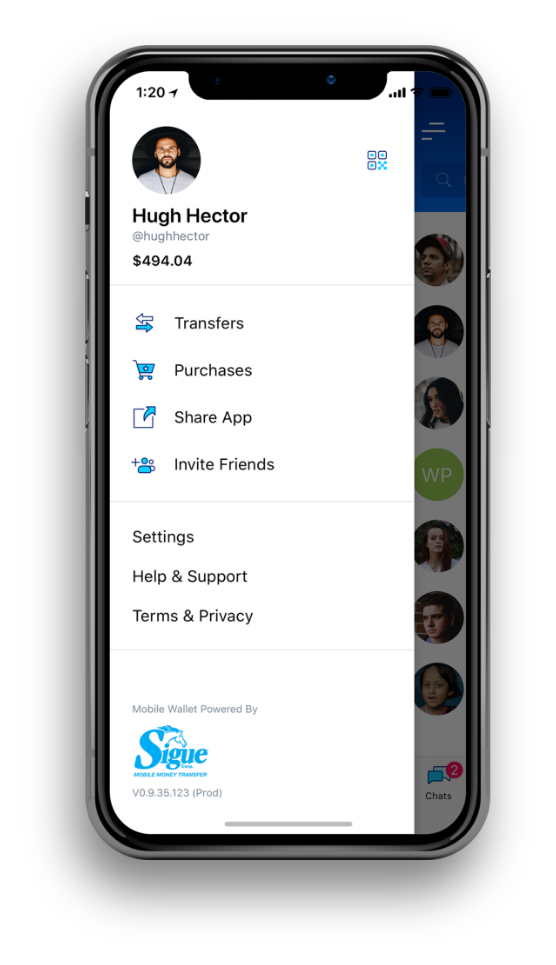 1:20
Hugh Hector
@hughhector
$494.04
Transfers
Purchases
Share App
Invite Friends
Settings
Help & Support
Terms & Privacy
Mobile Wallet Powered By
Sigue
Corp.
MOBILE MONEY TRANSFER
V0.9.35.123 (Prod)
WP
2
Chats